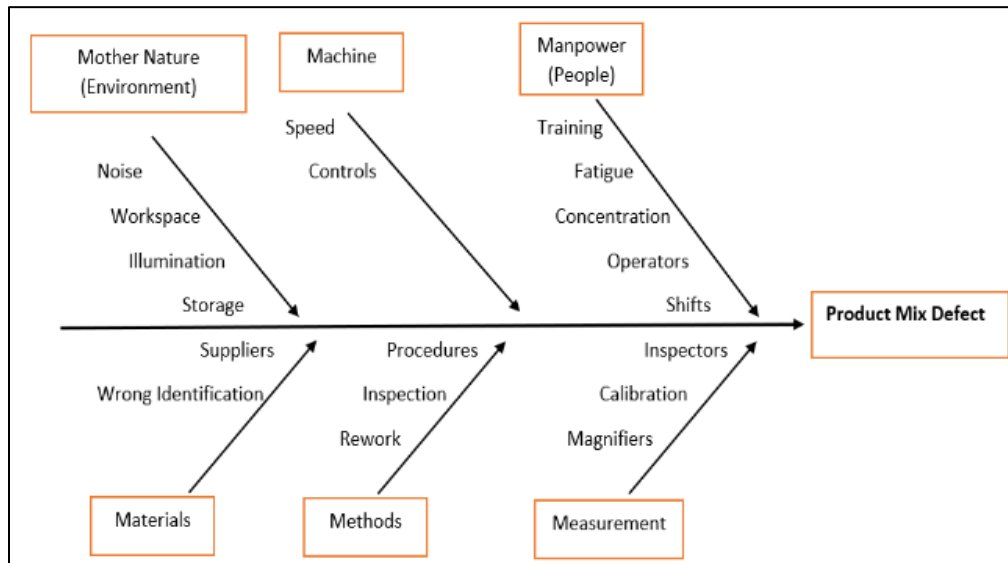 Mother Nature
(Environment)
Machine
Manpower
(People)
Speed
Controls
Training
Fatigue
Concentration
Operators
Shifts
Noise
Workspace
Illumination
Storage
Product Mix Defect
Suppliers
Wrong Identification
Procedures
Inspection
Rework
Inspectors
Calibration
Magnifiers
Materials
Methods
Measurement